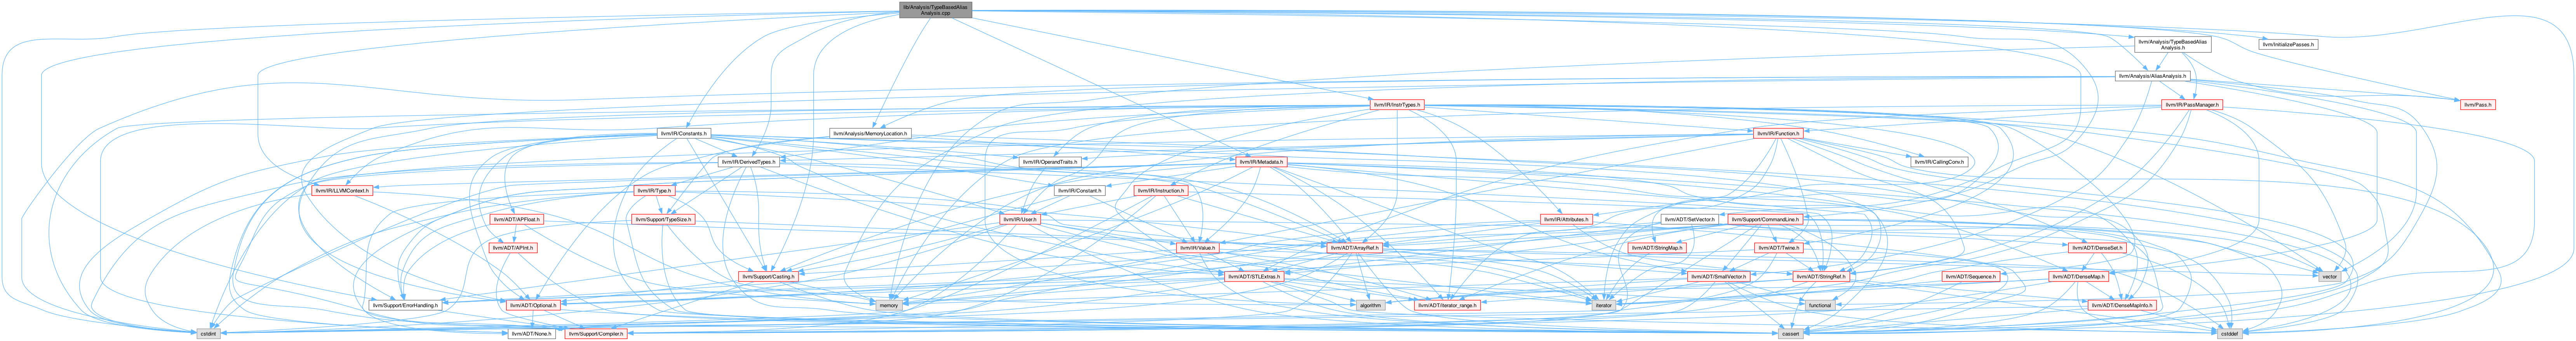 lib/Analysis/TypeBasedAlias
Analysis.cpp
llvm/Analysis/TypeBasedAlias
Analysis.h
llvm/InitializePasses.h
llvm/Analysis/AliasAnalysis.h
llvm/IR/InstrTypes.h
llvm/IR/PassManager.h
llvm/Pass.h
llvm/IR/Constants.h
llvm/Analysis/MemoryLocation.h
llvm/IR/Function.h
llvm/IR/DerivedTypes.h
llvm/IR/OperandTraits.h
llvm/IR/Metadata.h
llvm/IR/CallingConv.h
llvm/IR/LLVMContext.h
llvm/IR/Type.h
llvm/IR/Constant.h
llvm/IR/Instruction.h
llvm/ADT/APFloat.h
llvm/Support/TypeSize.h
llvm/IR/User.h
llvm/IR/Attributes.h
llvm/ADT/SetVector.h
llvm/Support/CommandLine.h
llvm/ADT/APInt.h
llvm/IR/Value.h
llvm/ADT/ArrayRef.h
llvm/ADT/StringMap.h
llvm/ADT/Twine.h
llvm/ADT/DenseSet.h
llvm/Support/Casting.h
llvm/ADT/STLExtras.h
llvm/ADT/SmallVector.h
llvm/ADT/StringRef.h
llvm/ADT/Sequence.h
llvm/ADT/DenseMap.h
vector
llvm/Support/ErrorHandling.h
llvm/ADT/Optional.h
memory
algorithm
llvm/ADT/iterator_range.h
iterator
functional
llvm/ADT/DenseMapInfo.h
cstdint
llvm/ADT/None.h
llvm/Support/Compiler.h
cassert
cstddef